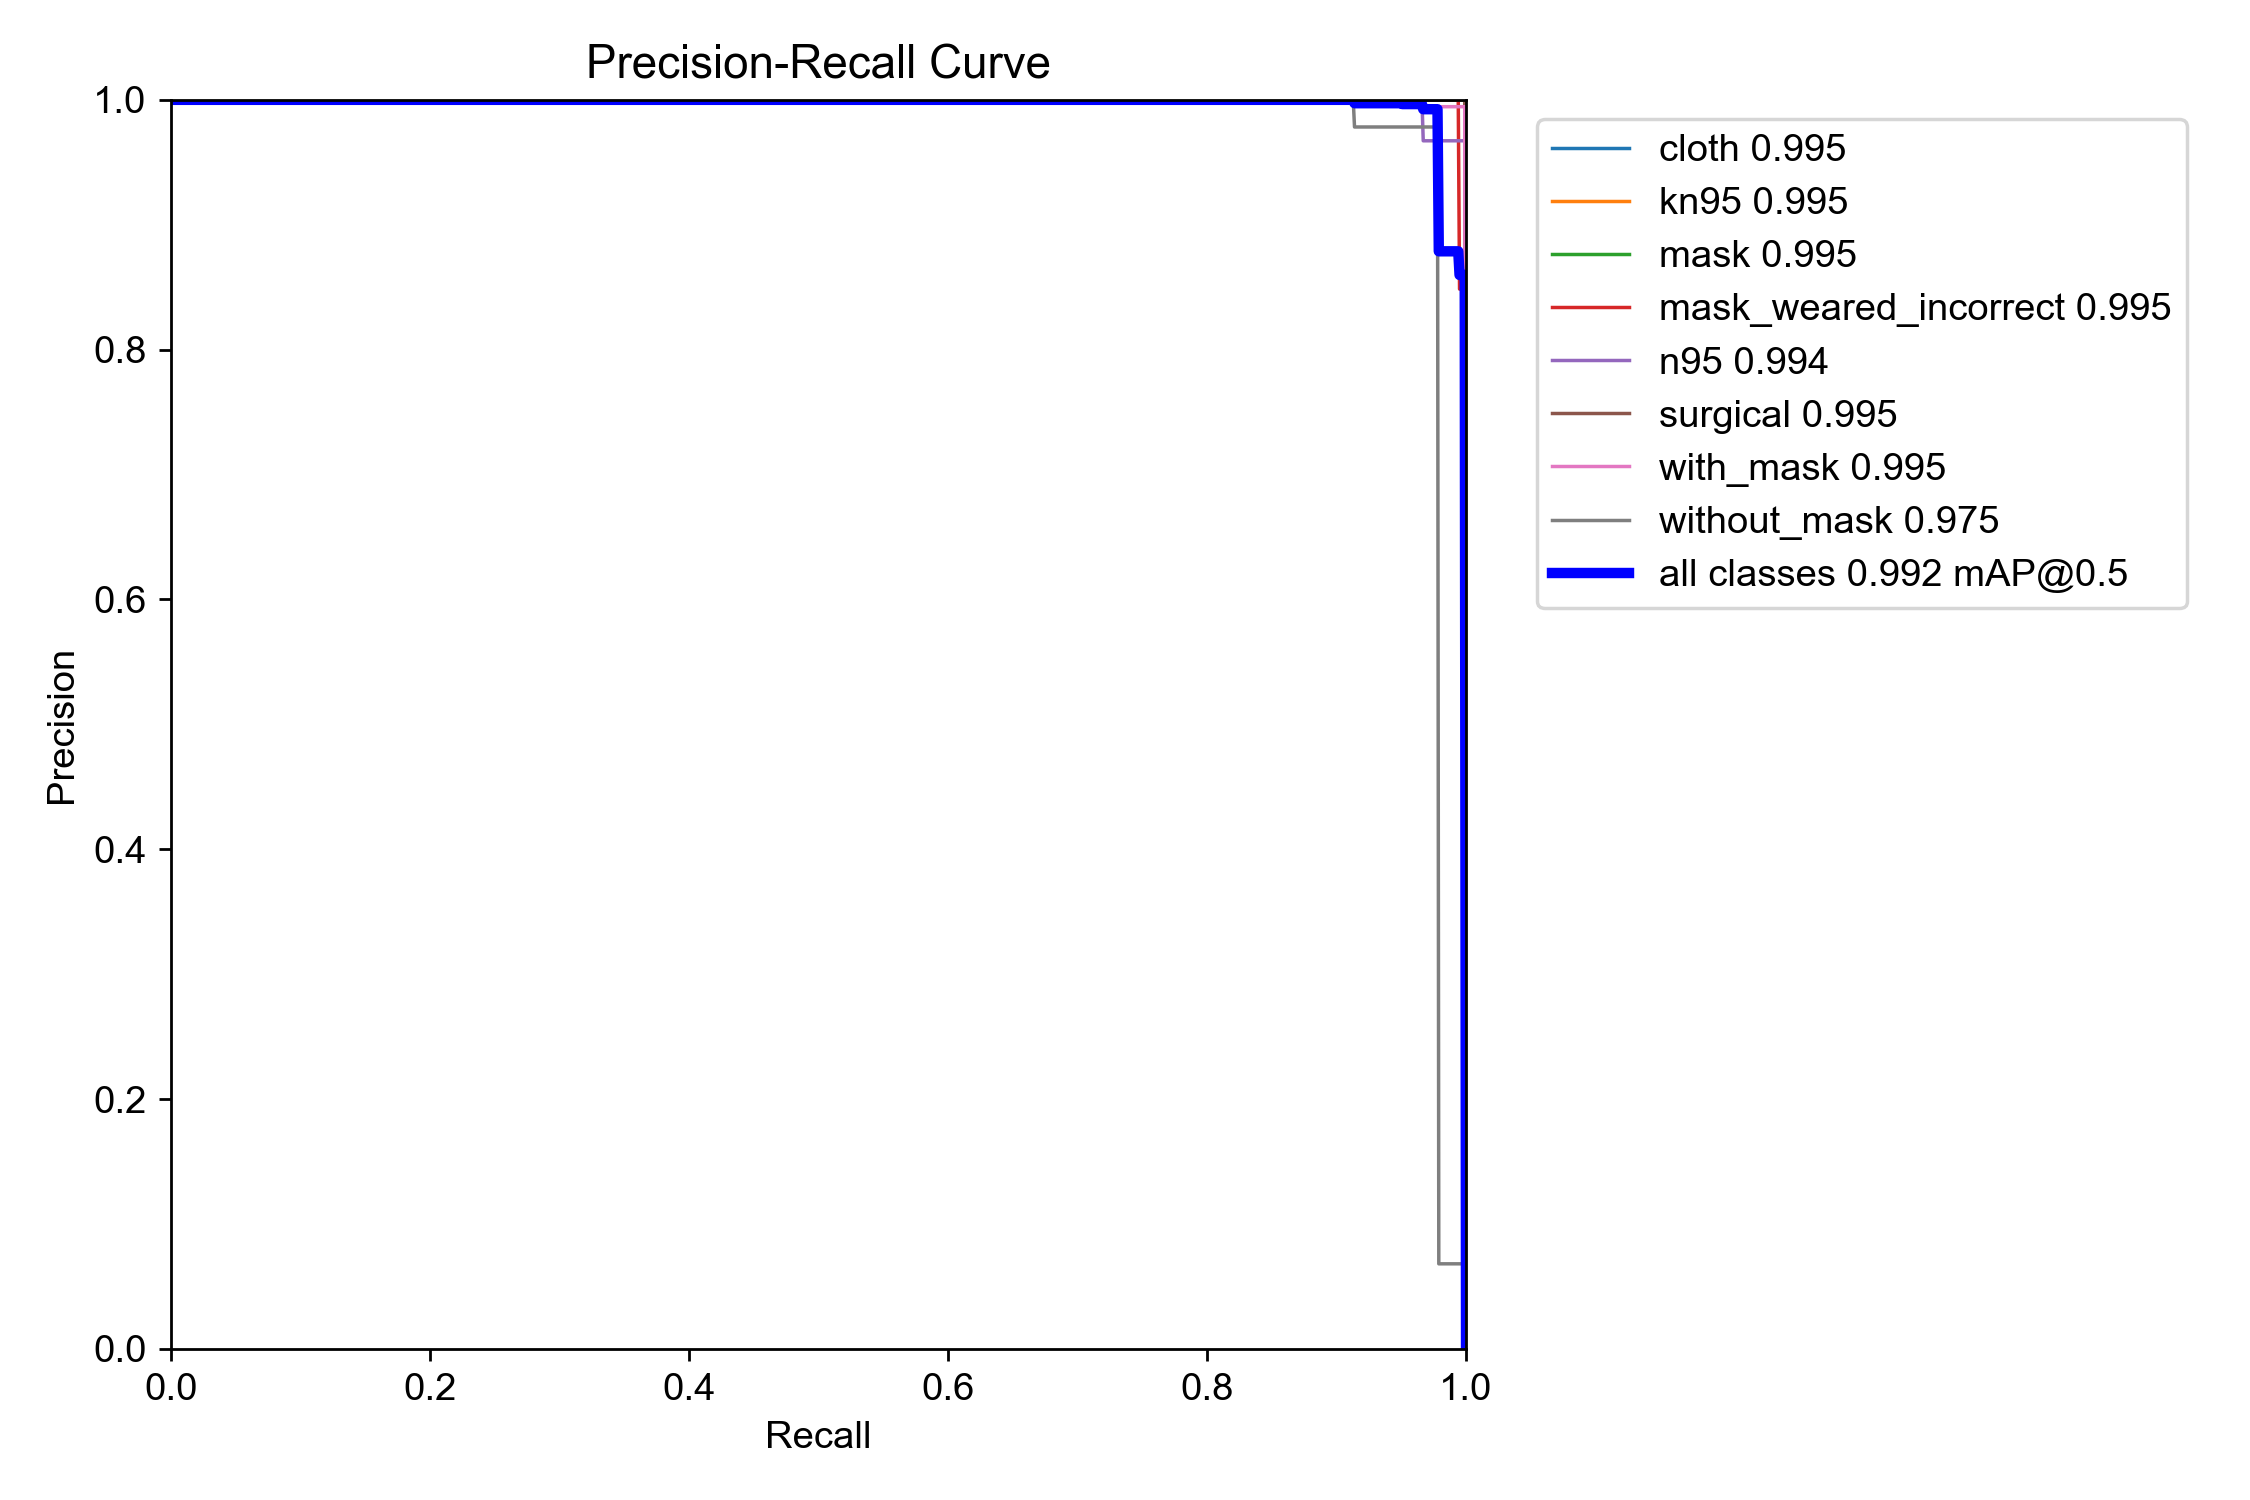 Precision-Recall Curve
1.0
0.8
0.6
0.4
0.2
0.0
Precision
0.0 0.2 0.4 0.6 0.8 1.0
Recall
cloth 0.995
kn95 0.995
mask 0.995
mask_weared_incorrect 0.995
n95 0.994
surgical 0.995
with_mask 0.995
without_mask 0.975
all classes 0.992 mAP@0.5